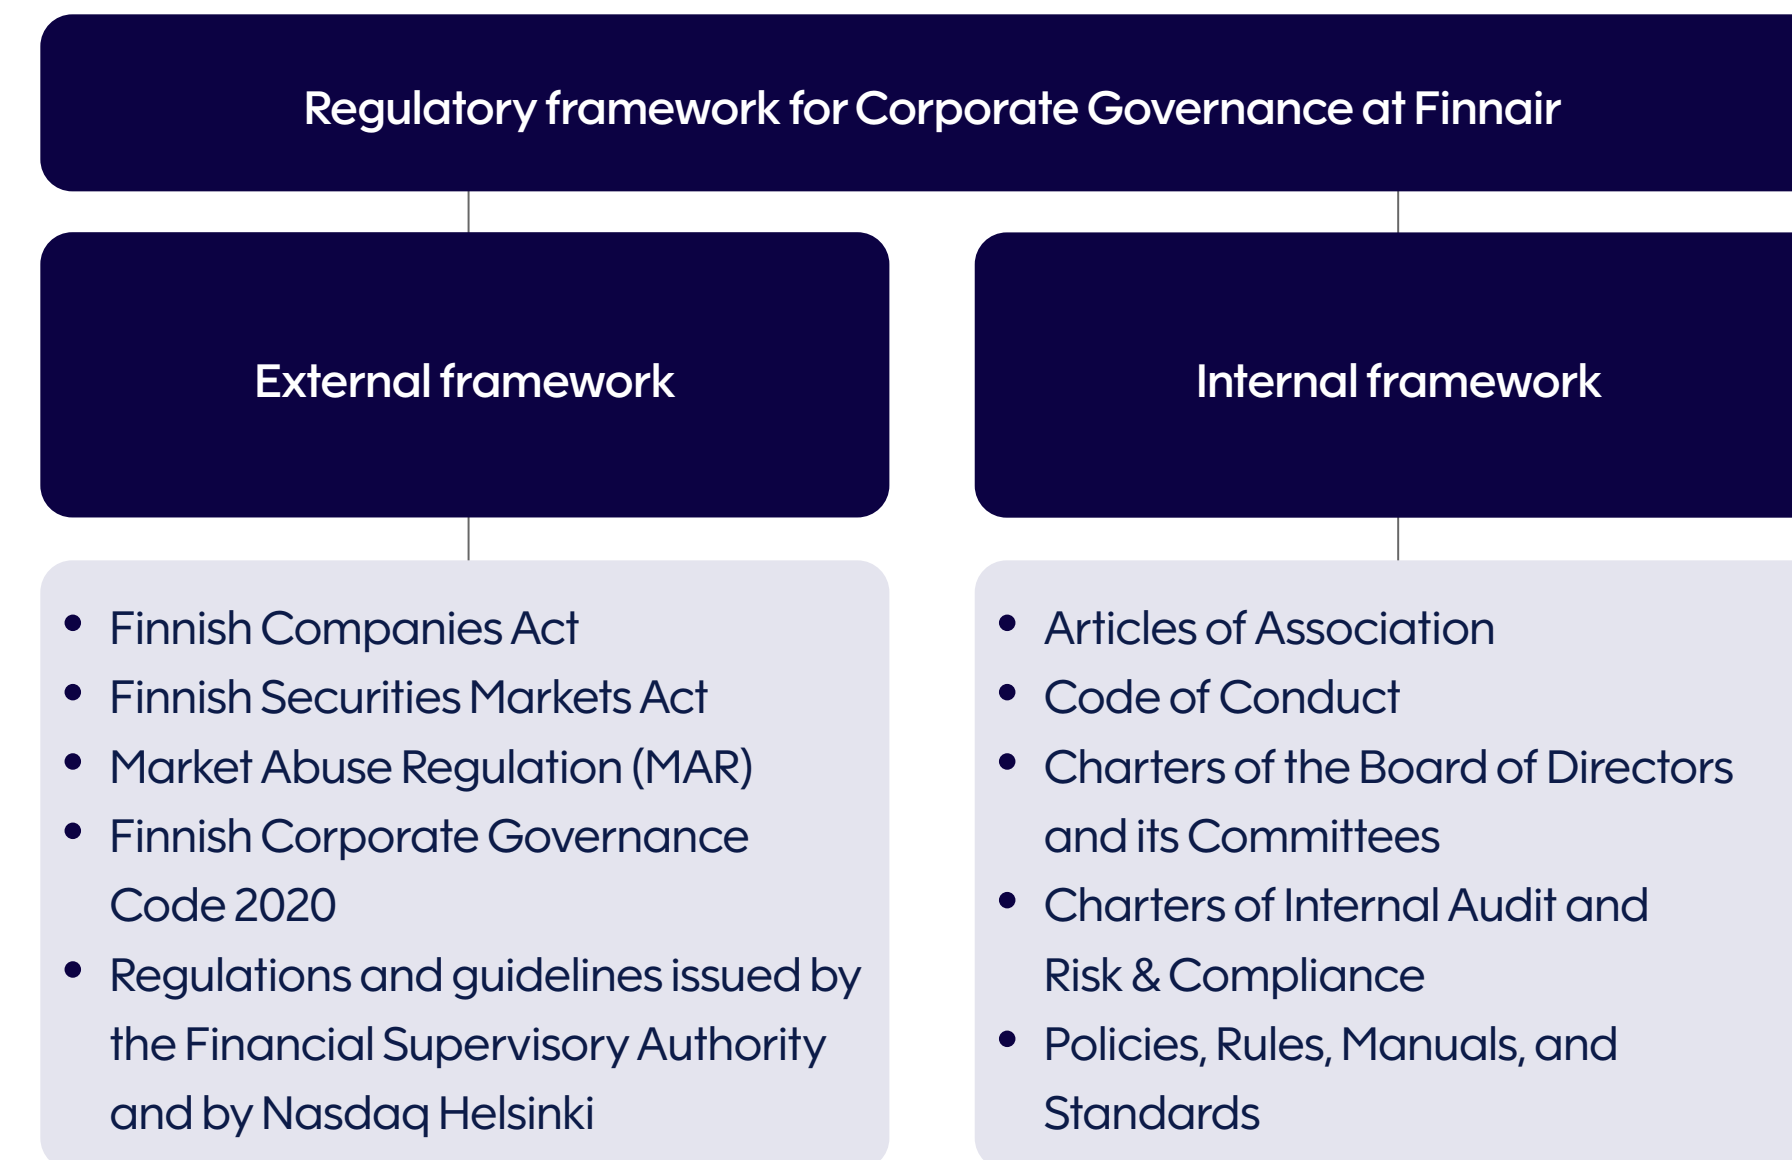 Regulatory framework for Corporate Governance at Finnair
External framework
Internal framework
• Finnish Companies Act
• Finnish Securities Markets Act
• Market Abuse Regulation (MAR)
• Finnish Corporate Governance
Code 2020
• Regulations and guidelines issued by
the Financial Supervisory Authority
and by Nasdaq Helsinki
• Articles of Association
• Code of Conduct
• Charters of the Board of Directors
and its Committees
• Charters of Internal Audit and
Risk & Compliance
• Policies, Rules, Manuals, and
Standards